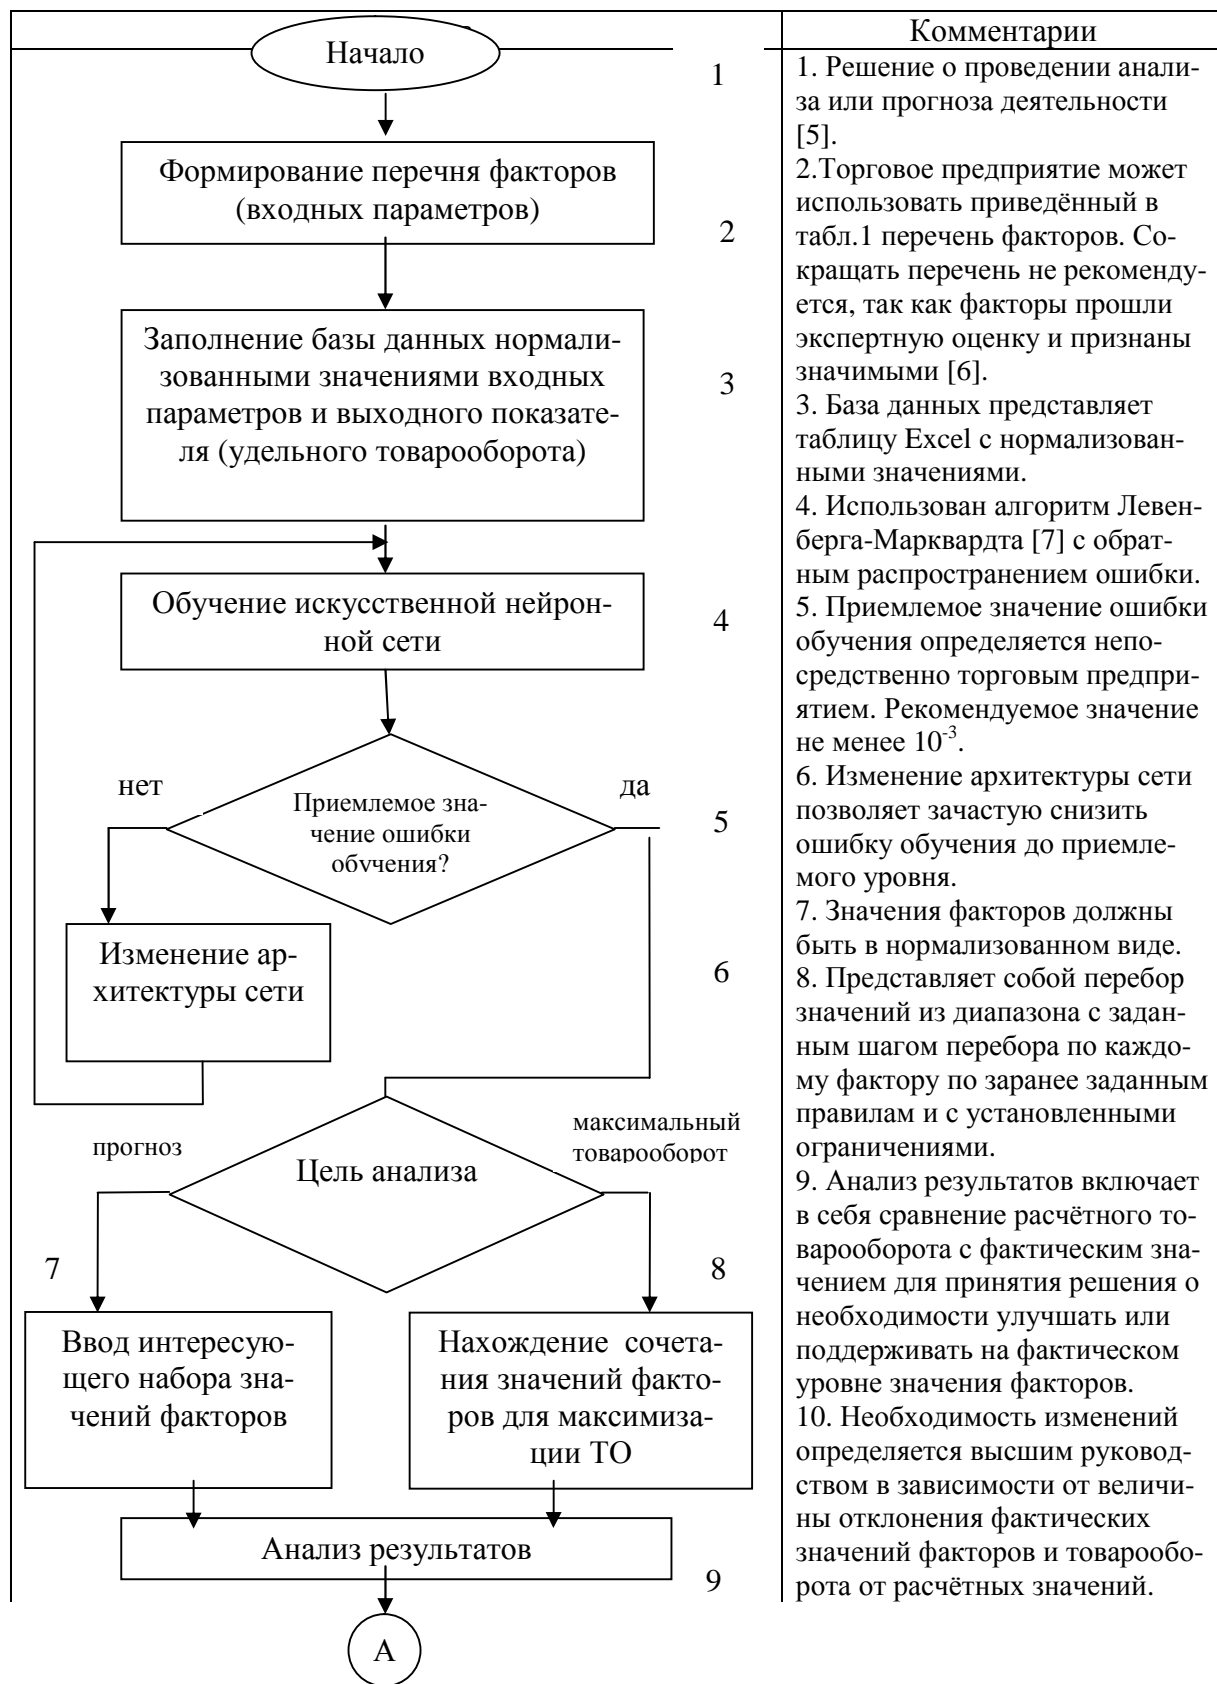 Начало
1
Формирование перечня факторов
(входных параметров)
2
Заполнение базы данных нормали-
зованными значениями входных
параметров и выходного показате-
ля (удельного товарооборота)
3
Обучение искусственной нейрон-
ной сети
4
нет
да
Приемлемое зна-
чение ошибки
обучения?
5
Изменение ар-
хитектуры сети
6
прогноз
максимальный
товарооборот
Цель анализа
7
8
Ввод интересую-
щего набора зна-
чений факторов
Нахождение сочета-
ния значений факто-
ров для максимиза-
ции ТО
Анализ результатов
9
А
Комментарии
1. Решение о проведении анали-
за или прогноза деятельности
[5].
2.Торговое предприятие может
использовать приведённый в
табл.1 перечень факторов. Со-
кращать перечень не рекоменду-
ется, так как факторы прошли
экспертную оценку и признаны
значимыми [6].
3. База данных представляет
таблицу Excel с нормализован-
ными значениями.
4. Использован алгоритм Левен-
берга-Марквардта [7] с обрат-
ным распространением ошибки.
5. Приемлемое значение ошибки
обучения определяется непо-
средственно торговым предпри-
ятием. Рекомендуемое значение
не менее 10⁻³.
6. Изменение архитектуры сети
позволяет зачастую снизить
ошибку обучения до приемле-
мого уровня.
7. Значения факторов должны
быть в нормализованном виде.
8. Представляет собой перебор
значений из диапазона с задан-
ным шагом перебора по каждо-
му фактору по заранее заданным
правилам и с установленными
ограничениями.
9. Анализ результатов включает
в себя сравнение расчётного то-
варооборота с фактическим зна-
чением для принятия решения о
необходимости улучшать или
поддерживать на фактическом
уровне значения факторов.
10. Необходимость изменений
определяется высшим руковод-
ством в зависимости от величи-
ны отклонения фактических
значений факторов и товарообо-
рота от расчётных значений.